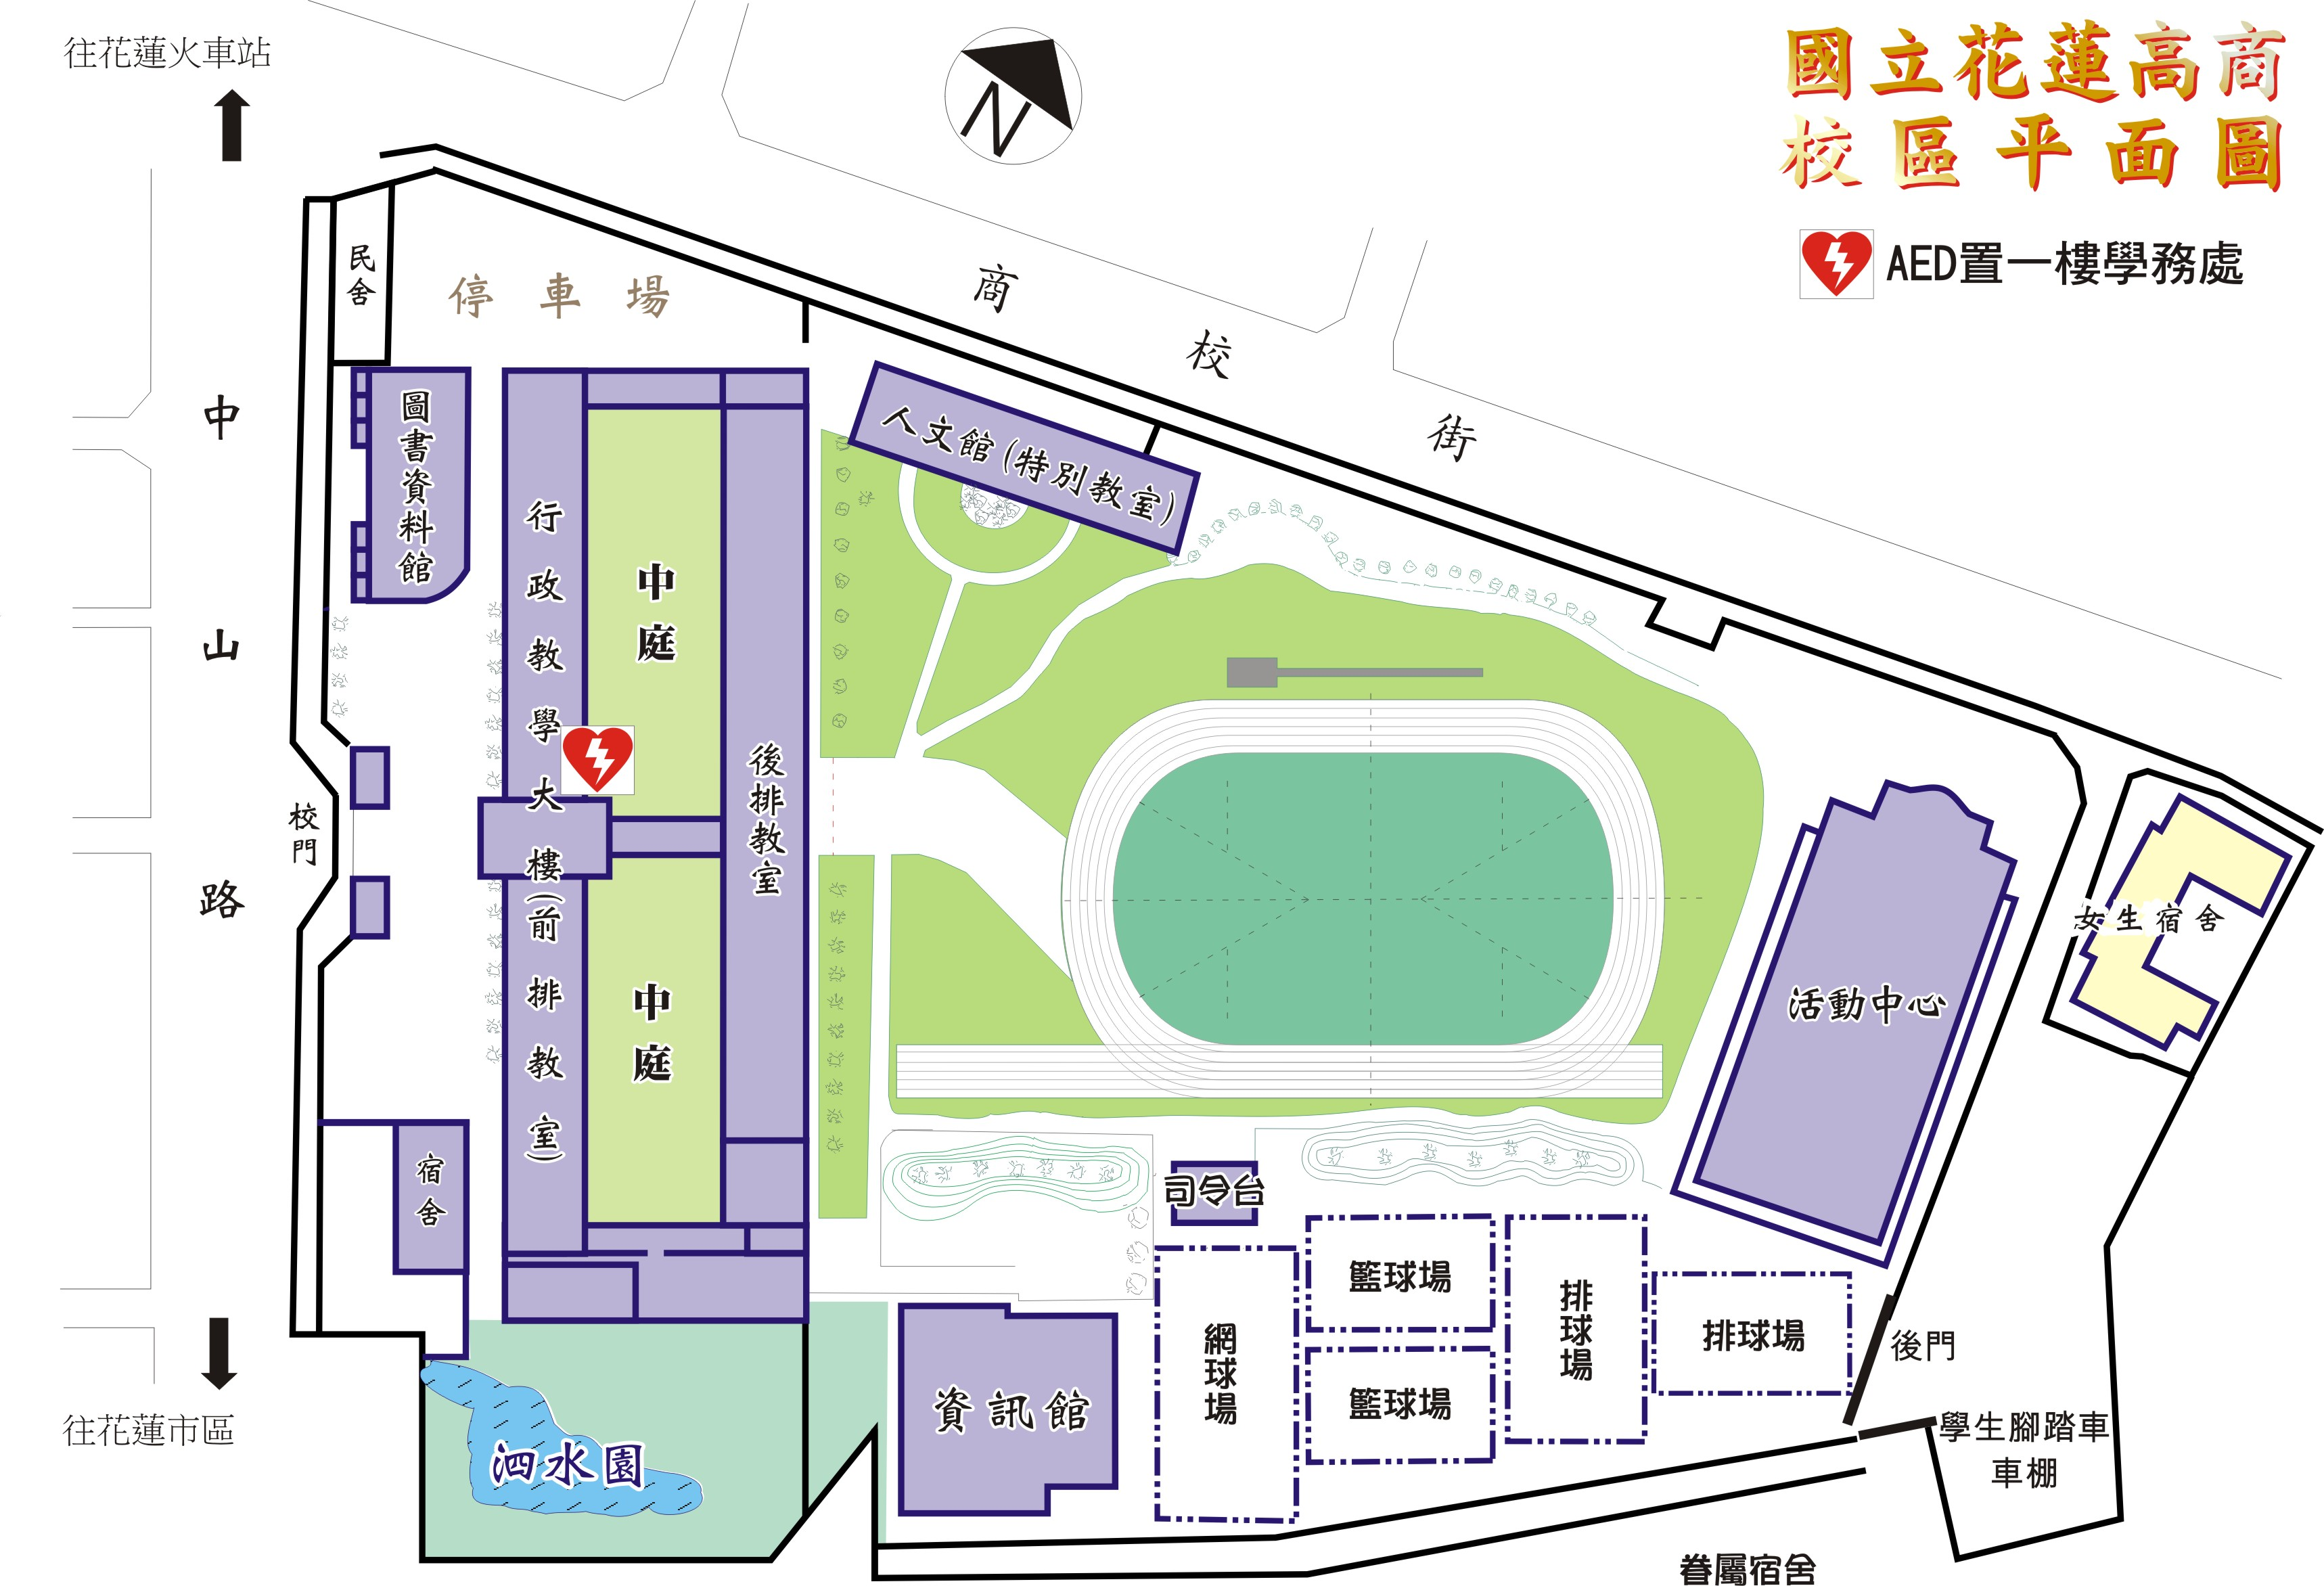 國立花蓮高商
校區平面圖
AED置一樓學務處
往花蓮火車站
N
民舍
停車場
商校街
中山路
圖書資料館
人文館(特別教室)
行政教學大樓(前排教室)
中庭
後排教室
校門
中庭
女生宿舍
活動中心
宿舍
司令台
籃球場
排球場
網球場
排球場
後門
籃球場
資訊館
往花蓮市區
泗水園
學生腳踏車
車棚
眷屬宿舍